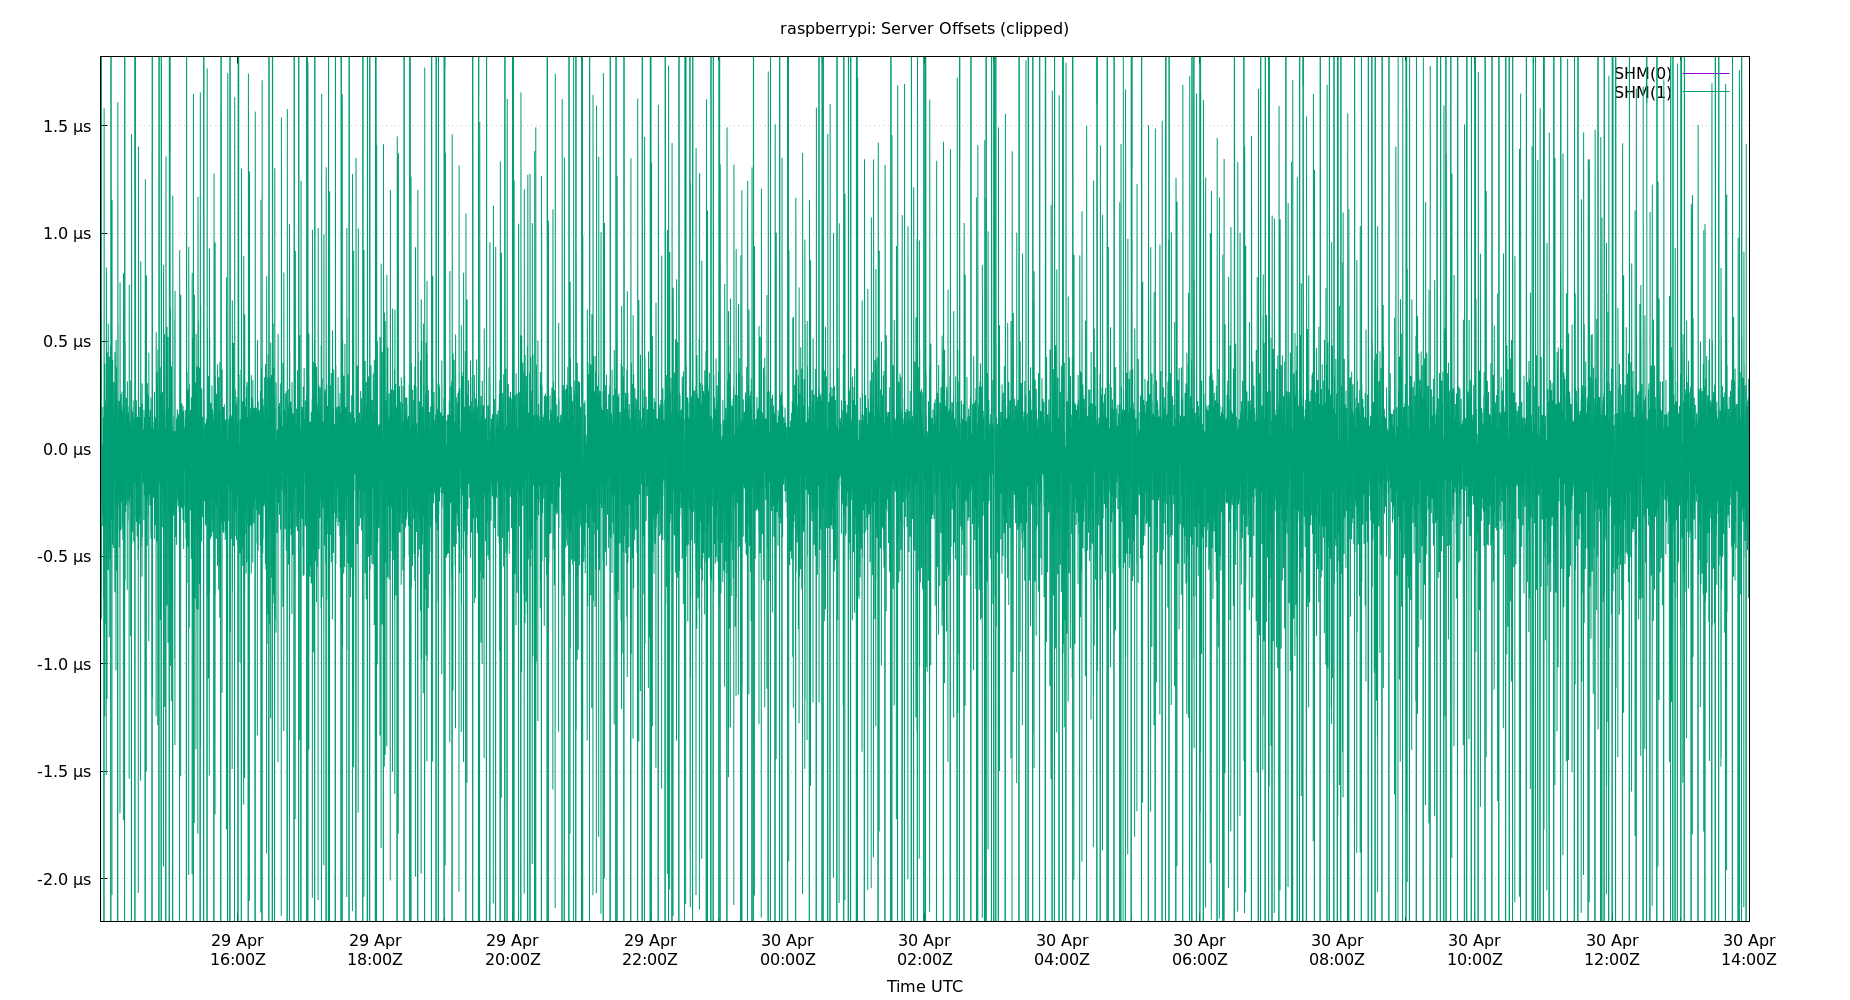 raspberrypi: Server Offsets (clipped)
SHM(0)
SHM(1)
1.5 µs
1.0 µs
0.5 µs
0.0 µs
-0.5 µs
-1.0 µs
-1.5 µs
-2.0 µs
29 Apr 29 Apr 29 Apr 29 Apr 30 Apr 30 Apr 30 Apr 30 Apr 30 Apr 30 Apr 30 Apr 30 Apr
16:00Z 18:00Z 20:00Z 22:00Z 00:00Z 02:00Z 04:00Z 06:00Z 08:00Z 10:00Z 12:00Z 14:00Z
Time UTC